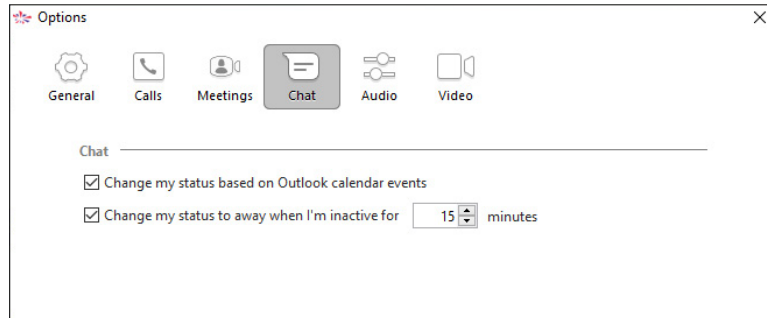 Options
General Calls Meetings Chat Audio Video
Chat
Change my status based on Outlook calendar events
Change my status to away when I'm inactive for 15 minutes